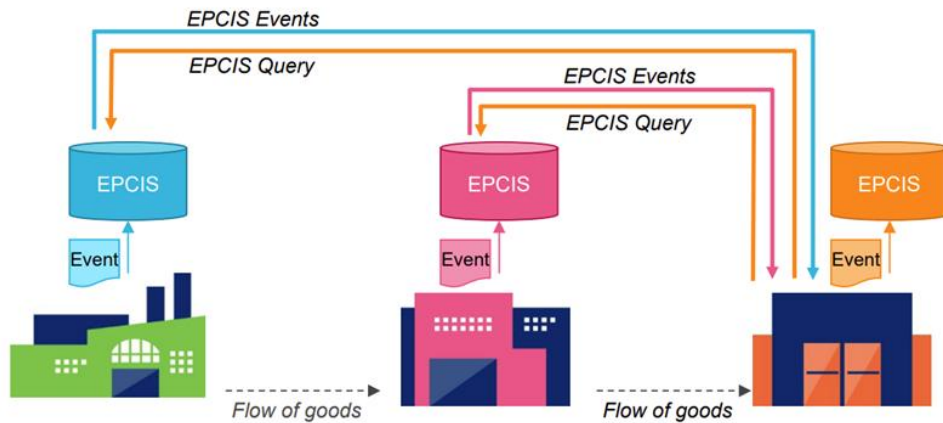 EPCIS Events
EPCIS Query
EPCIS Events
EPCIS Query
EPCIS
EPCIS
EPCIS
Event
Event
Event
Flow of goods
Flow of goods